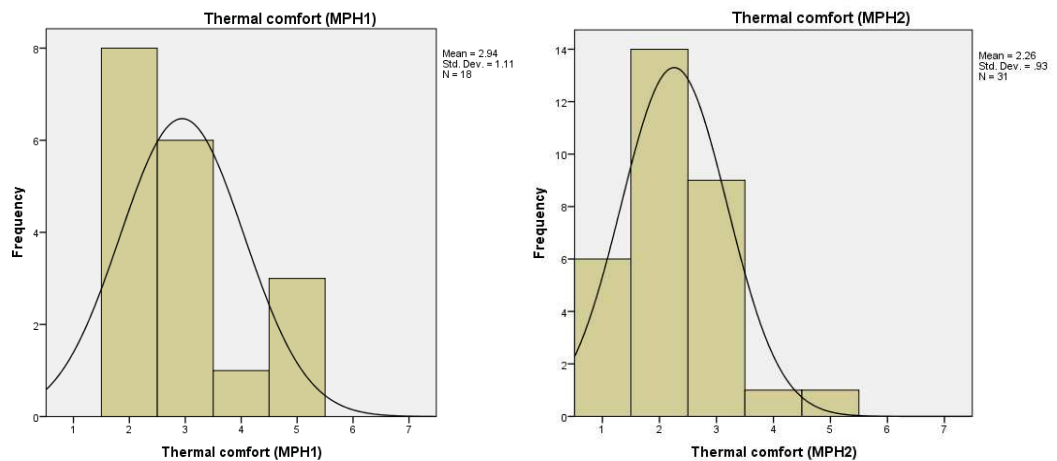 Thermal comfort (MPH1)
Mean = 2.94
Std. Dev. = 1.11
N = 18
8
6
4
2
0
Frequency
1 2 3 4 5 6 7
Thermal comfort (MPH1)
Thermal comfort (MPH2)
Mean = 2.26
Std. Dev. = .93
N = 31
14
12
10
8
6
4
2
0
Frequency
1 2 3 4 5 6 7
Thermal comfort (MPH2)